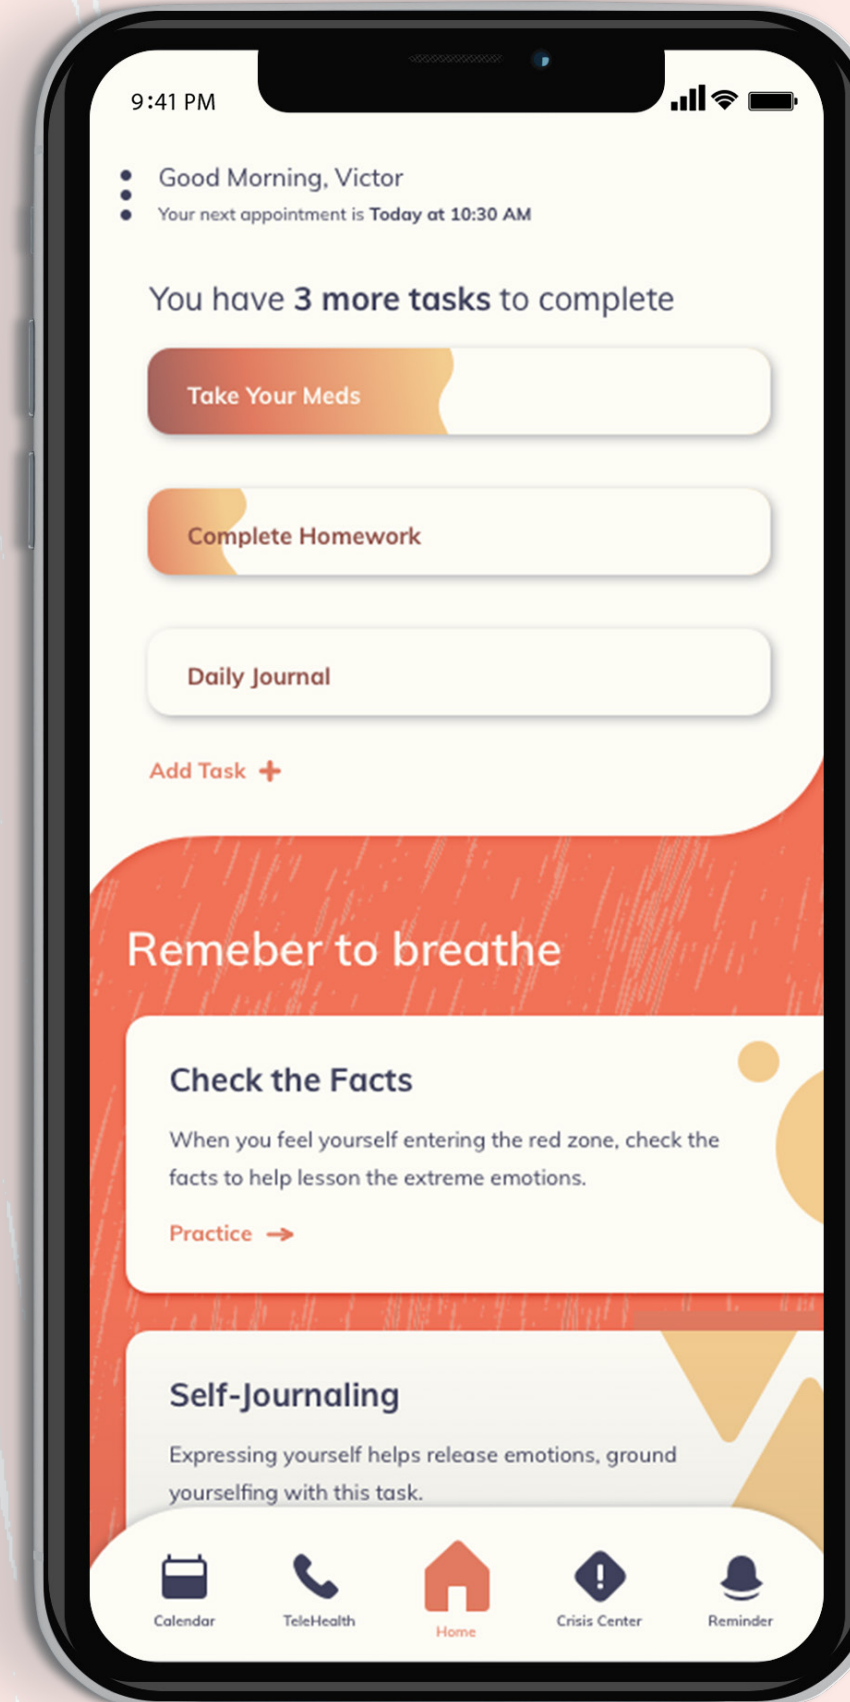 9:41 PM
Good Morning, Victor
Your next appointment is Today at 10:30 AM
You have 3 more tasks to complete
Take Your Meds
Complete Homework
Daily Journal
Add Task +
Remeber to breathe
Check the Facts
When you feel yourself entering the red zone, check the
facts to help lesson the extreme emotions.
Practice →
Self-Journaling
Expressing yourself helps release emotions, ground
yourselfing with this task.
Calendar
TeleHealth
Home
Crisis Center
Reminder